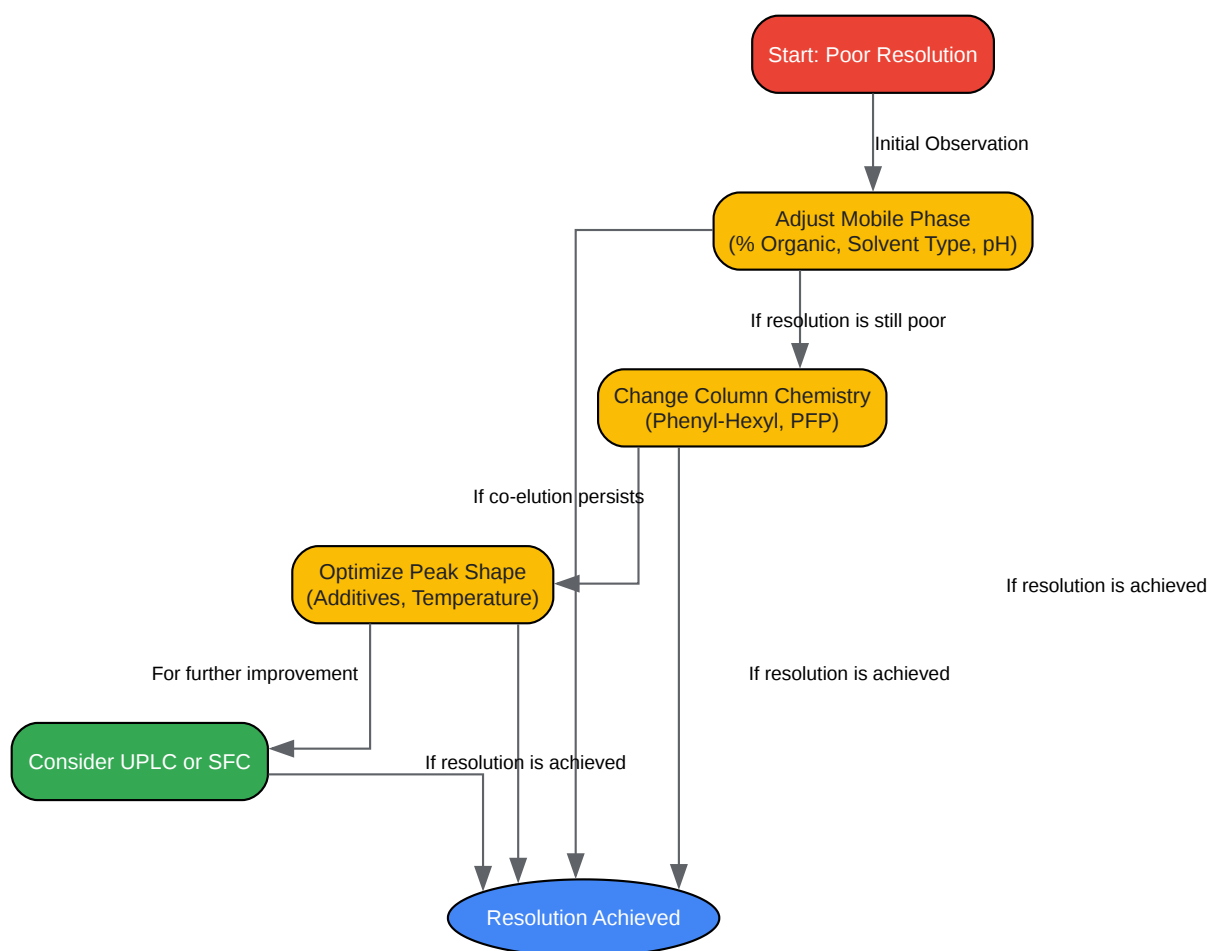 Start: Poor Resolution
Initial Observation
Adjust Mobile Phase
(% Organic, Solvent Type, pH)
If resolution is still poor
Change Column Chemistry
(Phenyl-Hexyl, PFP)
If co-elution persists
Optimize Peak Shape
(Additives, Temperature)
If resolution is achieved
For further improvement
If resolution is achieved
Consider UPLC or SFC
If resolution is achieved
Resolution Achieved